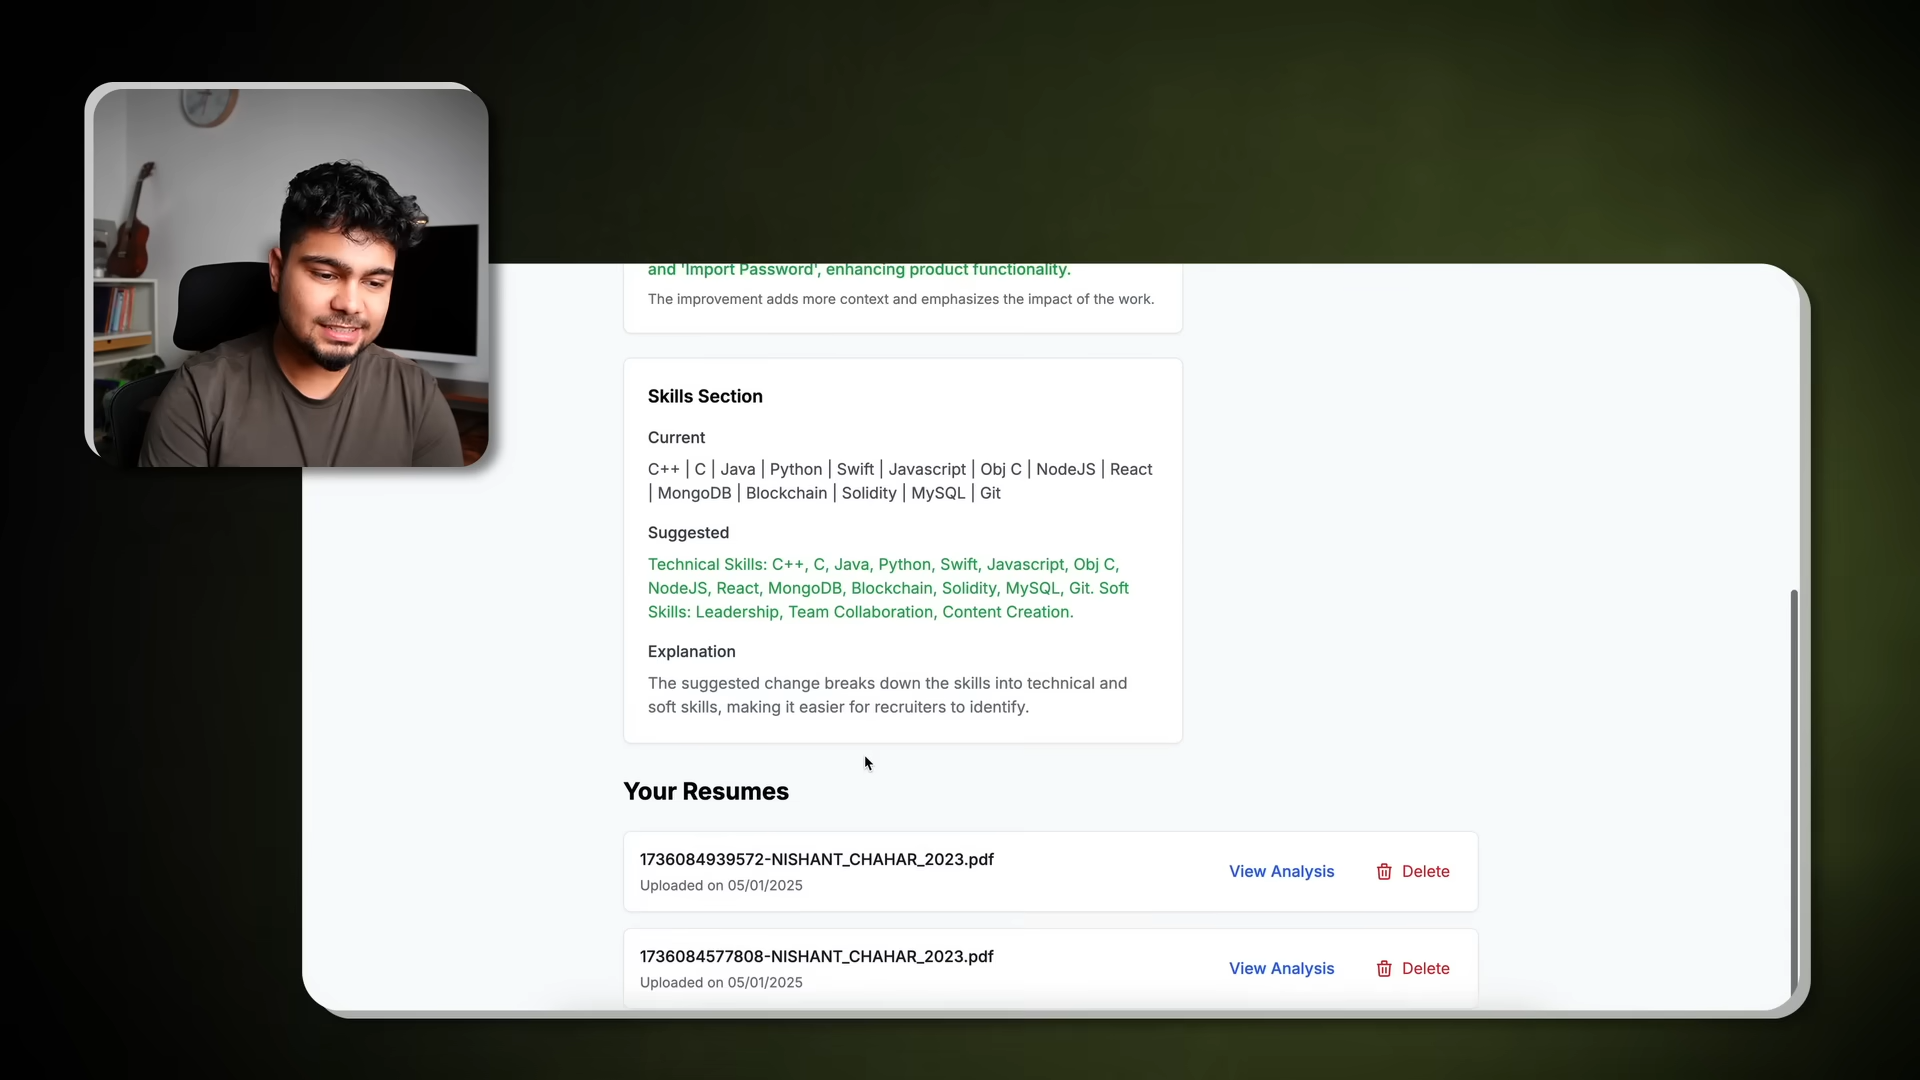 and 'Import Password', enhancing product functionality.
The improvement adds more context and emphasizes the impact of the work.
Skills Section
Current
C++ | C | Java | Python | Swift | Javascript | Obj C | NodeJS | React
| MongoDB | Blockchain | Solidity | MySQL | Git
Suggested
Technical Skills: C++, C, Java, Python, Swift, Javascript, Obj C,
NodeJS, React, MongoDB, Blockchain, Solidity, MySQL, Git. Soft
Skills: Leadership, Team Collaboration, Content Creation.
Explanation
The suggested change breaks down the skills into technical and
soft skills, making it easier for recruiters to identify.
Your Resumes
1736084939572-NISHANT_CHAHAR_2023.pdf
Uploaded on 05/01/2025
View Analysis
Delete
1736084577808-NISHANT_CHAHAR_2023.pdf
Uploaded on 05/01/2025
View Analysis
Delete